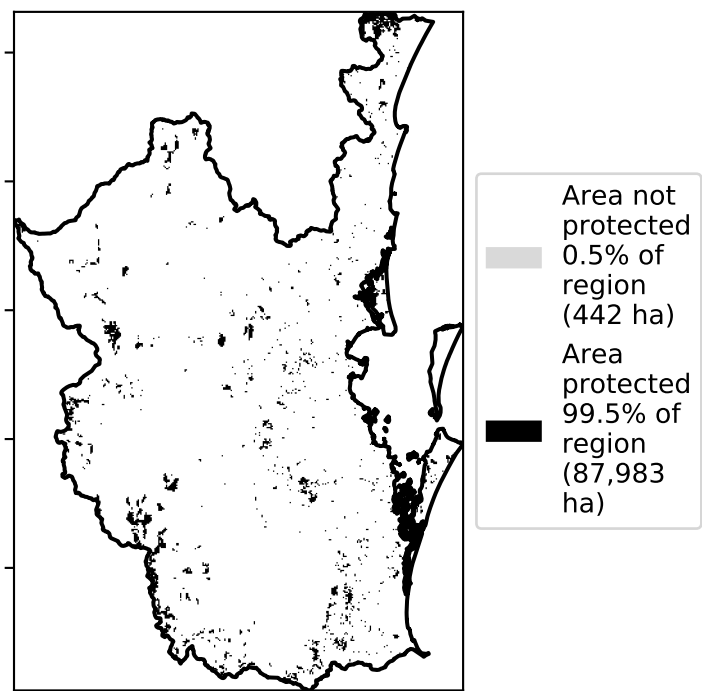 Area not
protected
0.5% of
region
(442 ha)
Area
protected
99.5% of
region
(87,983
ha)